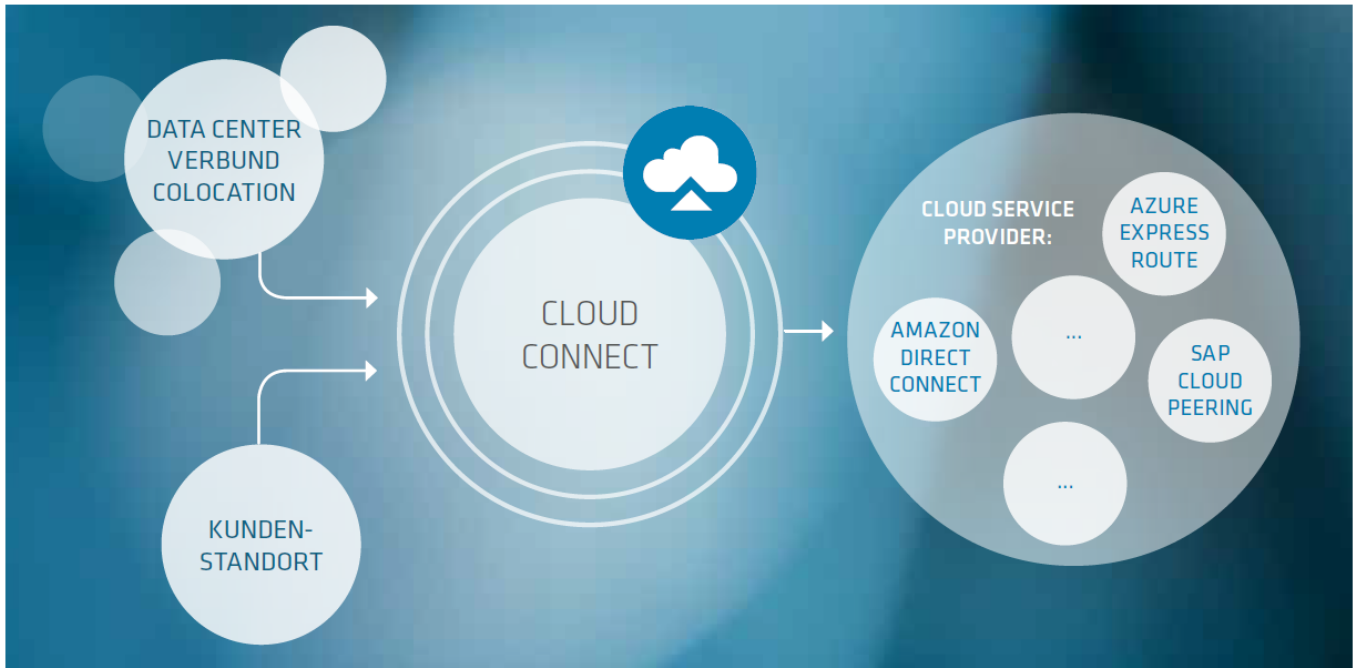 DATA CENTER
VERBUND
COLOCATION
KUNDEN-
STANDORT
CLOUD
CONNECT
CLOUD SERVICE
PROVIDER:
AZURE
EXPRESS
ROUTE
AMAZON
DIRECT
CONNECT
...
SAP
CLOUD
PEERING
...